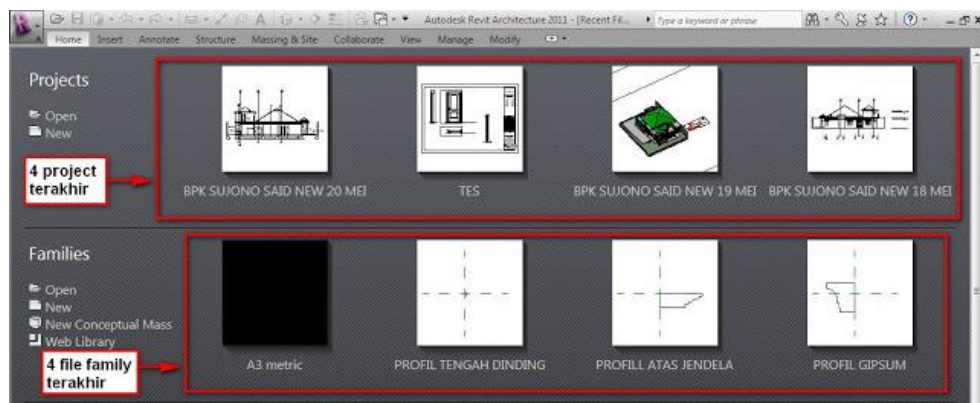 Autodesk Revit Architecture 2011 - [Recent Fil...
Type a keyword or phrase
Home Insert Annotate Structure Massing & Site Collaborate View Manage Modify
Projects
Open
New
4 project
terakhir
BPK SUJONO SAID NEW 20 MEI
TES
BPK SUJONO SAID NEW 19 MEI
BPK SUJONO SAID NEW 18 MEI
Families
Open
New
New Conceptual Mass
Web Library
4 file family
terakhir
A3 metric
PROFIL TENGAH DINDING
PROFILL ATAS JENDELA
PROFIL GIPSUM